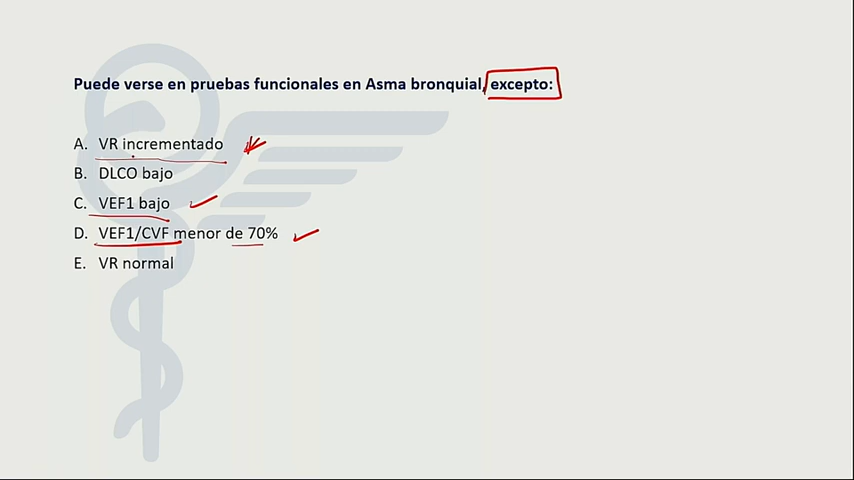 Puede verse en pruebas funcionales en Asma bronquial, excepto:
A. VR incrementado
B. DLCO bajo
C. VEF1 bajo
D. VEF1/CVF menor de 70%
E. VR normal